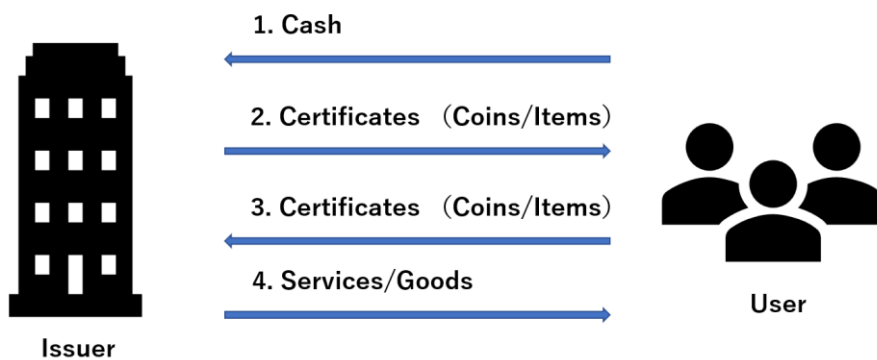 1. Cash
2. Certificates （Coins/Items）
3. Certificates （Coins/Items）
4. Services/Goods
User
Issuer